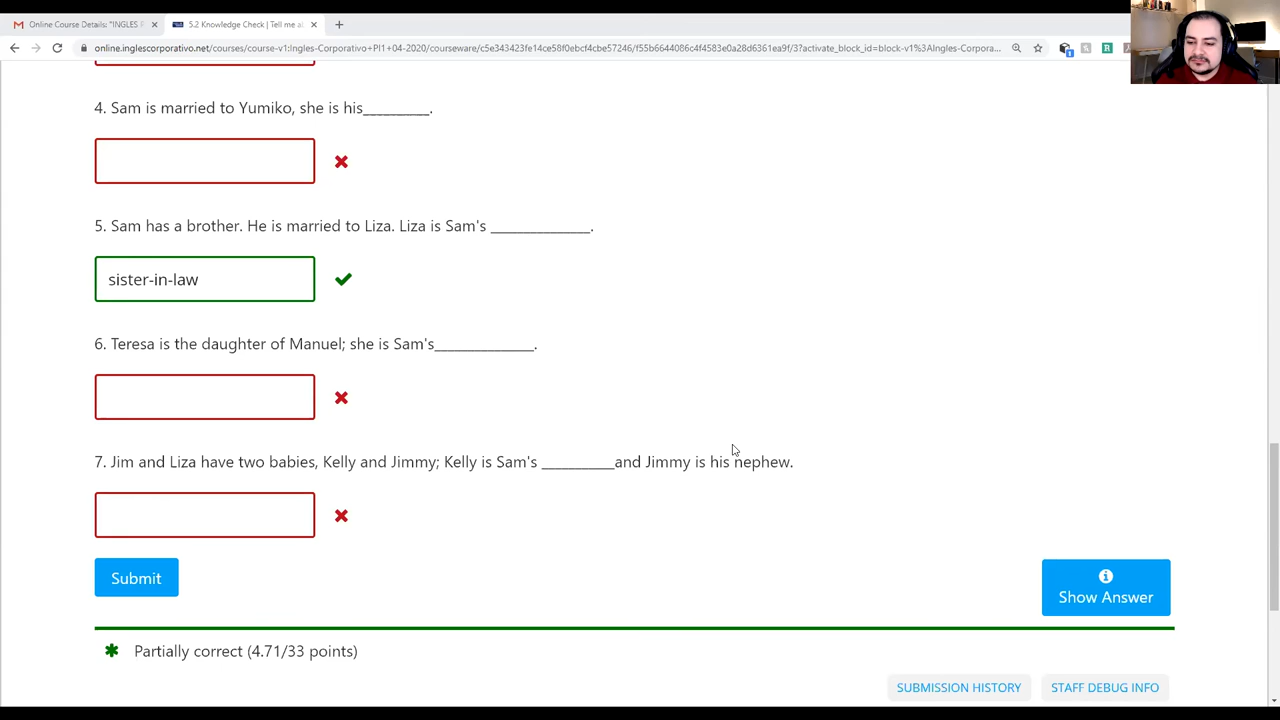 Online Course Details: "INGLES
5.2 Knowledge Check | Tell me a
online.inglescorporativo.net/courses/course-v1:Ingles-Corporativo+PI1+04-2020/courseware/c5e343423fe14ce58f0ebcf4cbe57246/f55b6644086c4f4583e0a28d6361ea9f/3?activate_block_id=block-v1%3AIngles-Corpora...
4. Sam is married to Yumiko, she is his__________.
5. Sam has a brother. He is married to Liza. Liza is Sam's ______________.
sister-in-law
6. Teresa is the daughter of Manuel; she is Sam's______________.
7. Jim and Liza have two babies, Kelly and Jimmy; Kelly is Sam's __________and Jimmy is his nephew.
Submit
Show Answer
Partially correct (4.71/33 points)
SUBMISSION HISTORY
STAFF DEBUG INFO